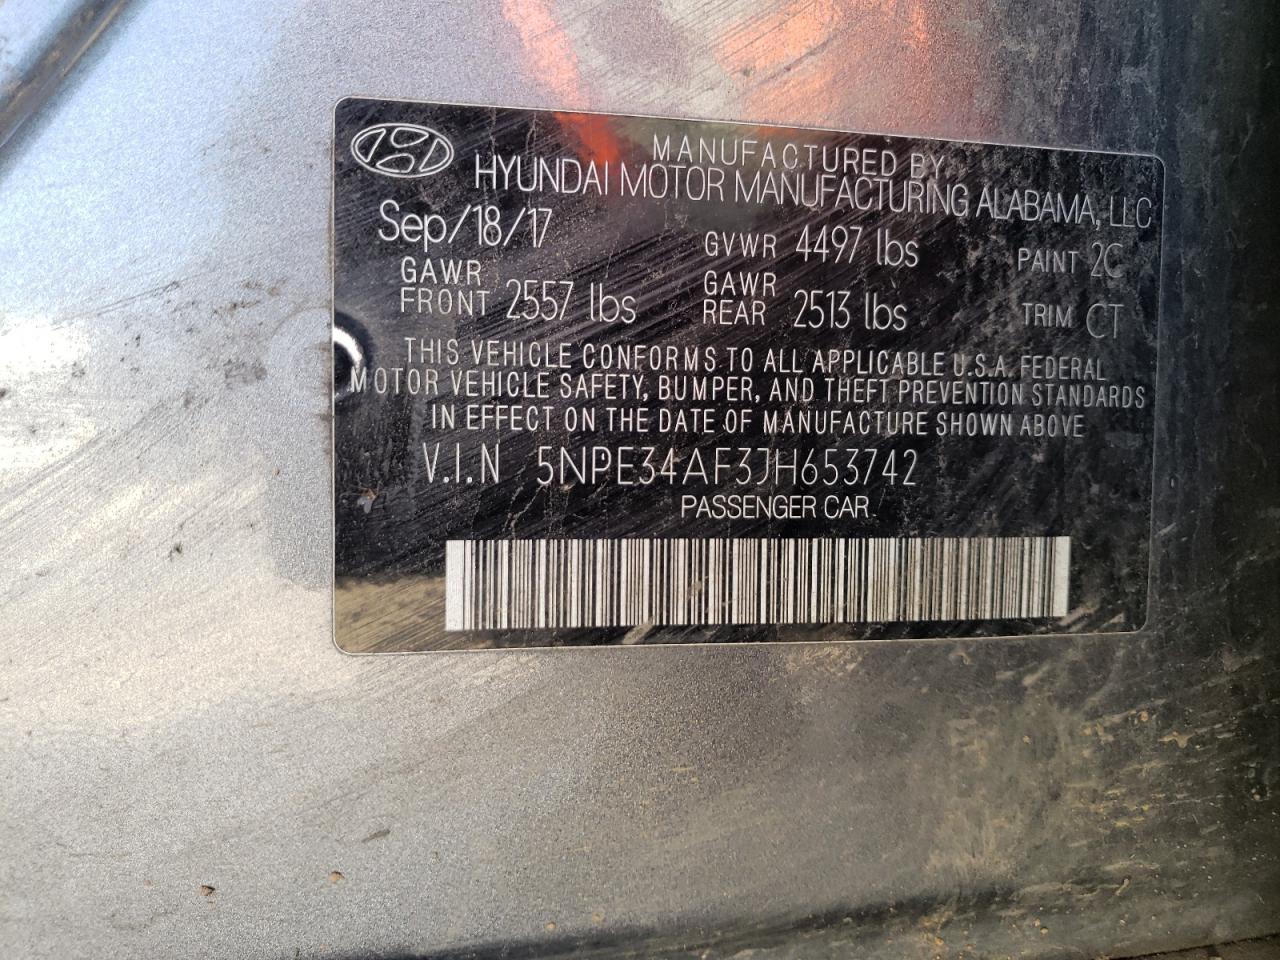 MANUFACTURED BY
HYUNDAI MOTOR MANUFACTURING ALABAMA, LLC
Sep/18/17 GVWR 4497 lbs PAINT 2C
GAWR FRONT 2557 lbs GAWR REAR 2513 lbs TRIM CT
THIS VEHICLE CONFORMS TO ALL APPLICABLE U.S.A. FEDERAL
MOTOR VEHICLE SAFETY, BUMPER, AND THEFT PREVENTION STANDARDS
IN EFFECT ON THE DATE OF MANUFACTURE SHOWN ABOVE
V.I.N 5NPE34AF3JH653742
PASSENGER CAR